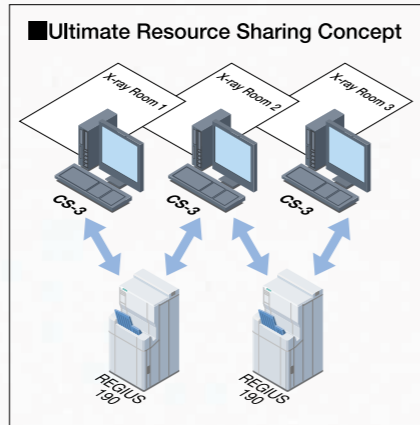 ■Ultimate Resource Sharing Concept
X-ray Room 1
X-ray Room 2
X-ray Room 3
CS-3
CS-3
CS-3
REGIUS
190
REGIUS
190